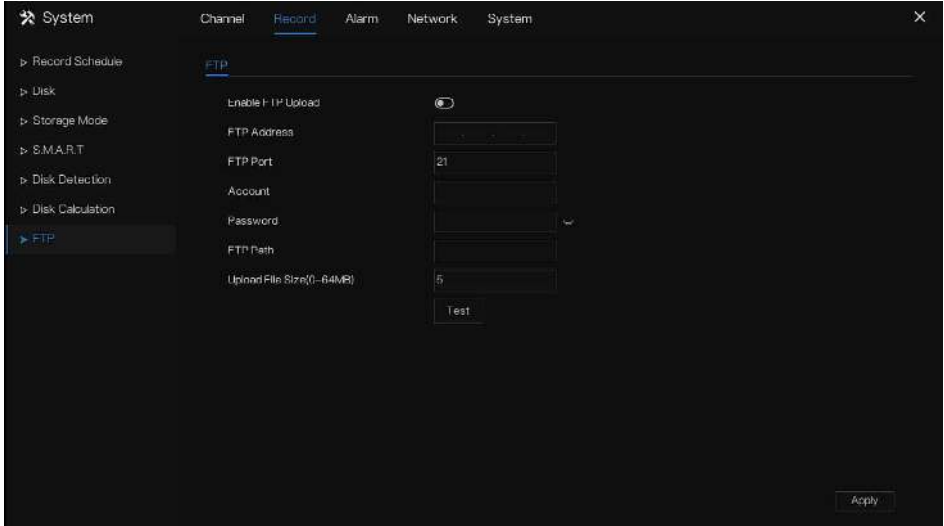 System
Channel Record Alarm Network System
Record Schedule
Disk
Storage Mode
S.M.A.R.T
Disk Detection
Disk Calculation
FTP
FTP
Enable FTP Upload
FTP Address . . .
FTP Port 21
Account
Password
FTP Path
Upload File Size(0-64MB) 5
Test
Apply